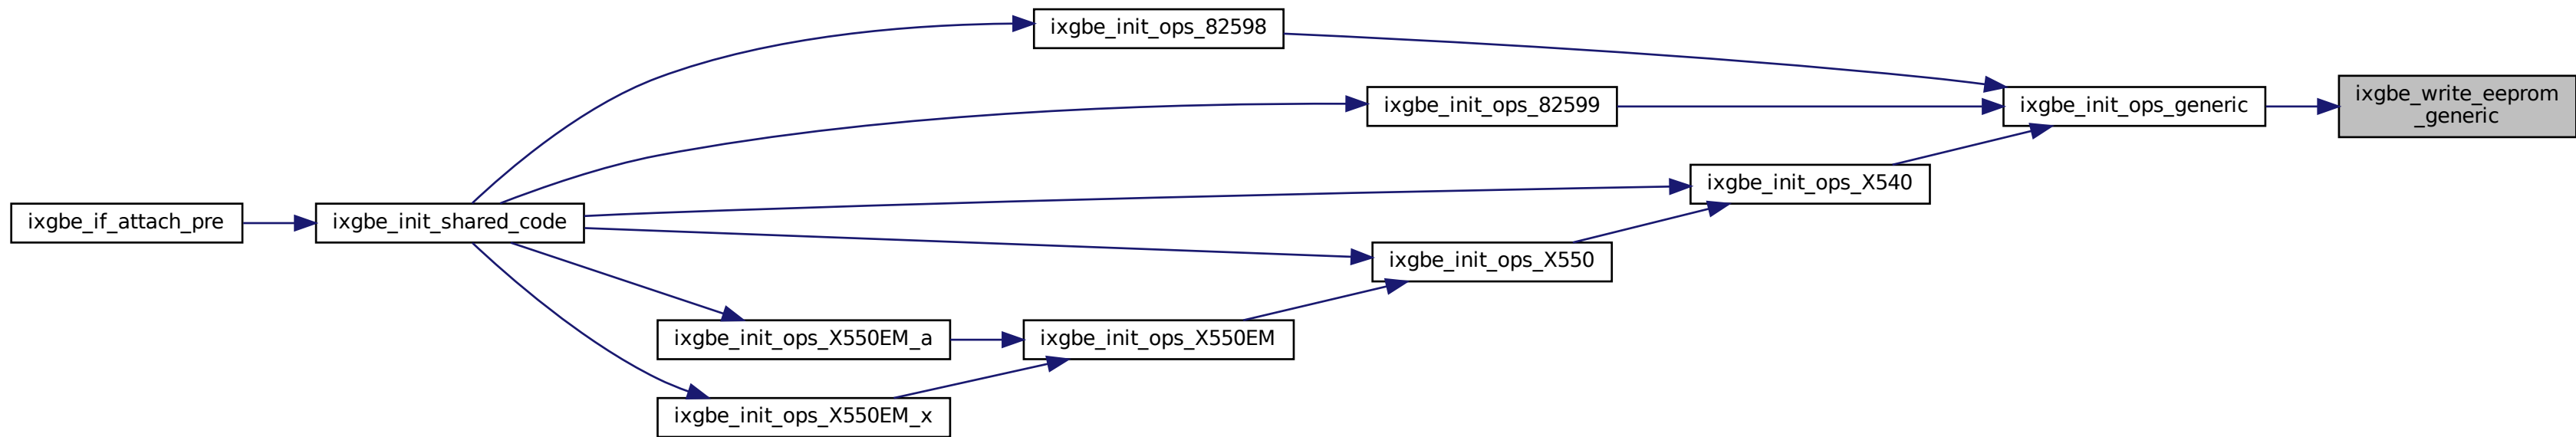 ixgbe_init_ops_82598
ixgbe_write_eeprom
_generic
ixgbe_init_ops_82599
ixgbe_init_ops_generic
ixgbe_init_ops_X540
ixgbe_if_attach_pre
ixgbe_init_shared_code
ixgbe_init_ops_X550
ixgbe_init_ops_X550EM_a
ixgbe_init_ops_X550EM
ixgbe_init_ops_X550EM_x